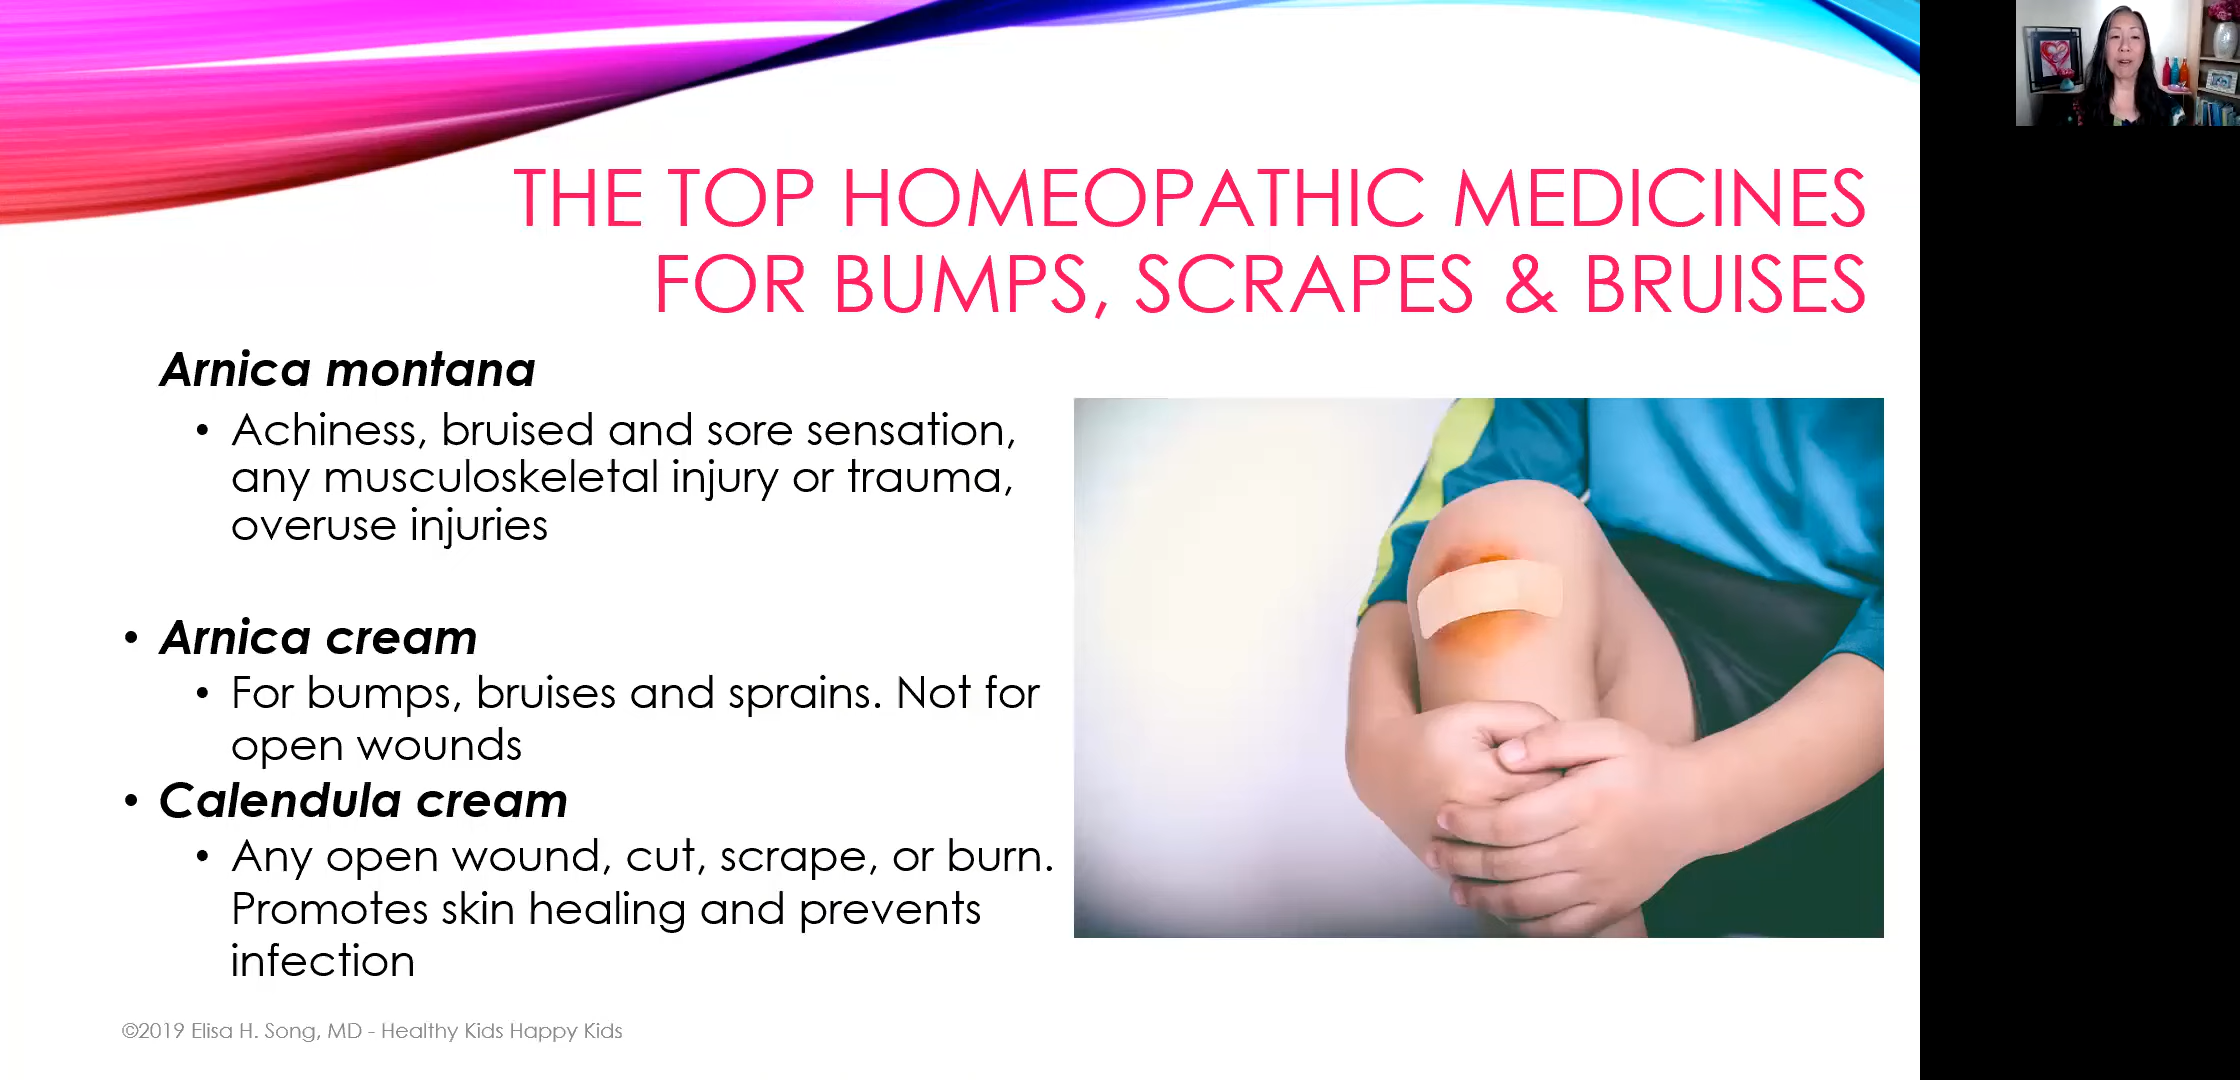 THE TOP HOMEOPATHIC MEDICINES
FOR BUMPS, SCRAPES & BRUISES
Arnica montana
• Achiness, bruised and sore sensation,
any musculoskeletal injury or trauma,
overuse injuries
• Arnica cream
• For bumps, bruises and sprains. Not for
open wounds
• Calendula cream
• Any open wound, cut, scrape, or burn.
Promotes skin healing and prevents
infection
©2019 Elisa H. Song, MD - Healthy Kids Happy Kids